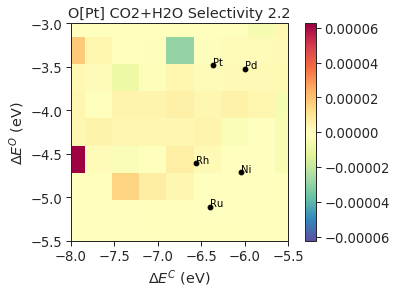 O[Pt] CO2+H2O Selectivity 2.2
−3.0
−3.5
−4.0
−4.5
−5.0
−5.5
ΔE^O (eV)
Pt
Pd
Rh
Ni
Ru
−8.0 −7.5 −7.0 −6.5 −6.0 −5.5
ΔE^C (eV)
0.00006
0.00004
0.00002
0.00000
−0.00002
−0.00004
−0.00006